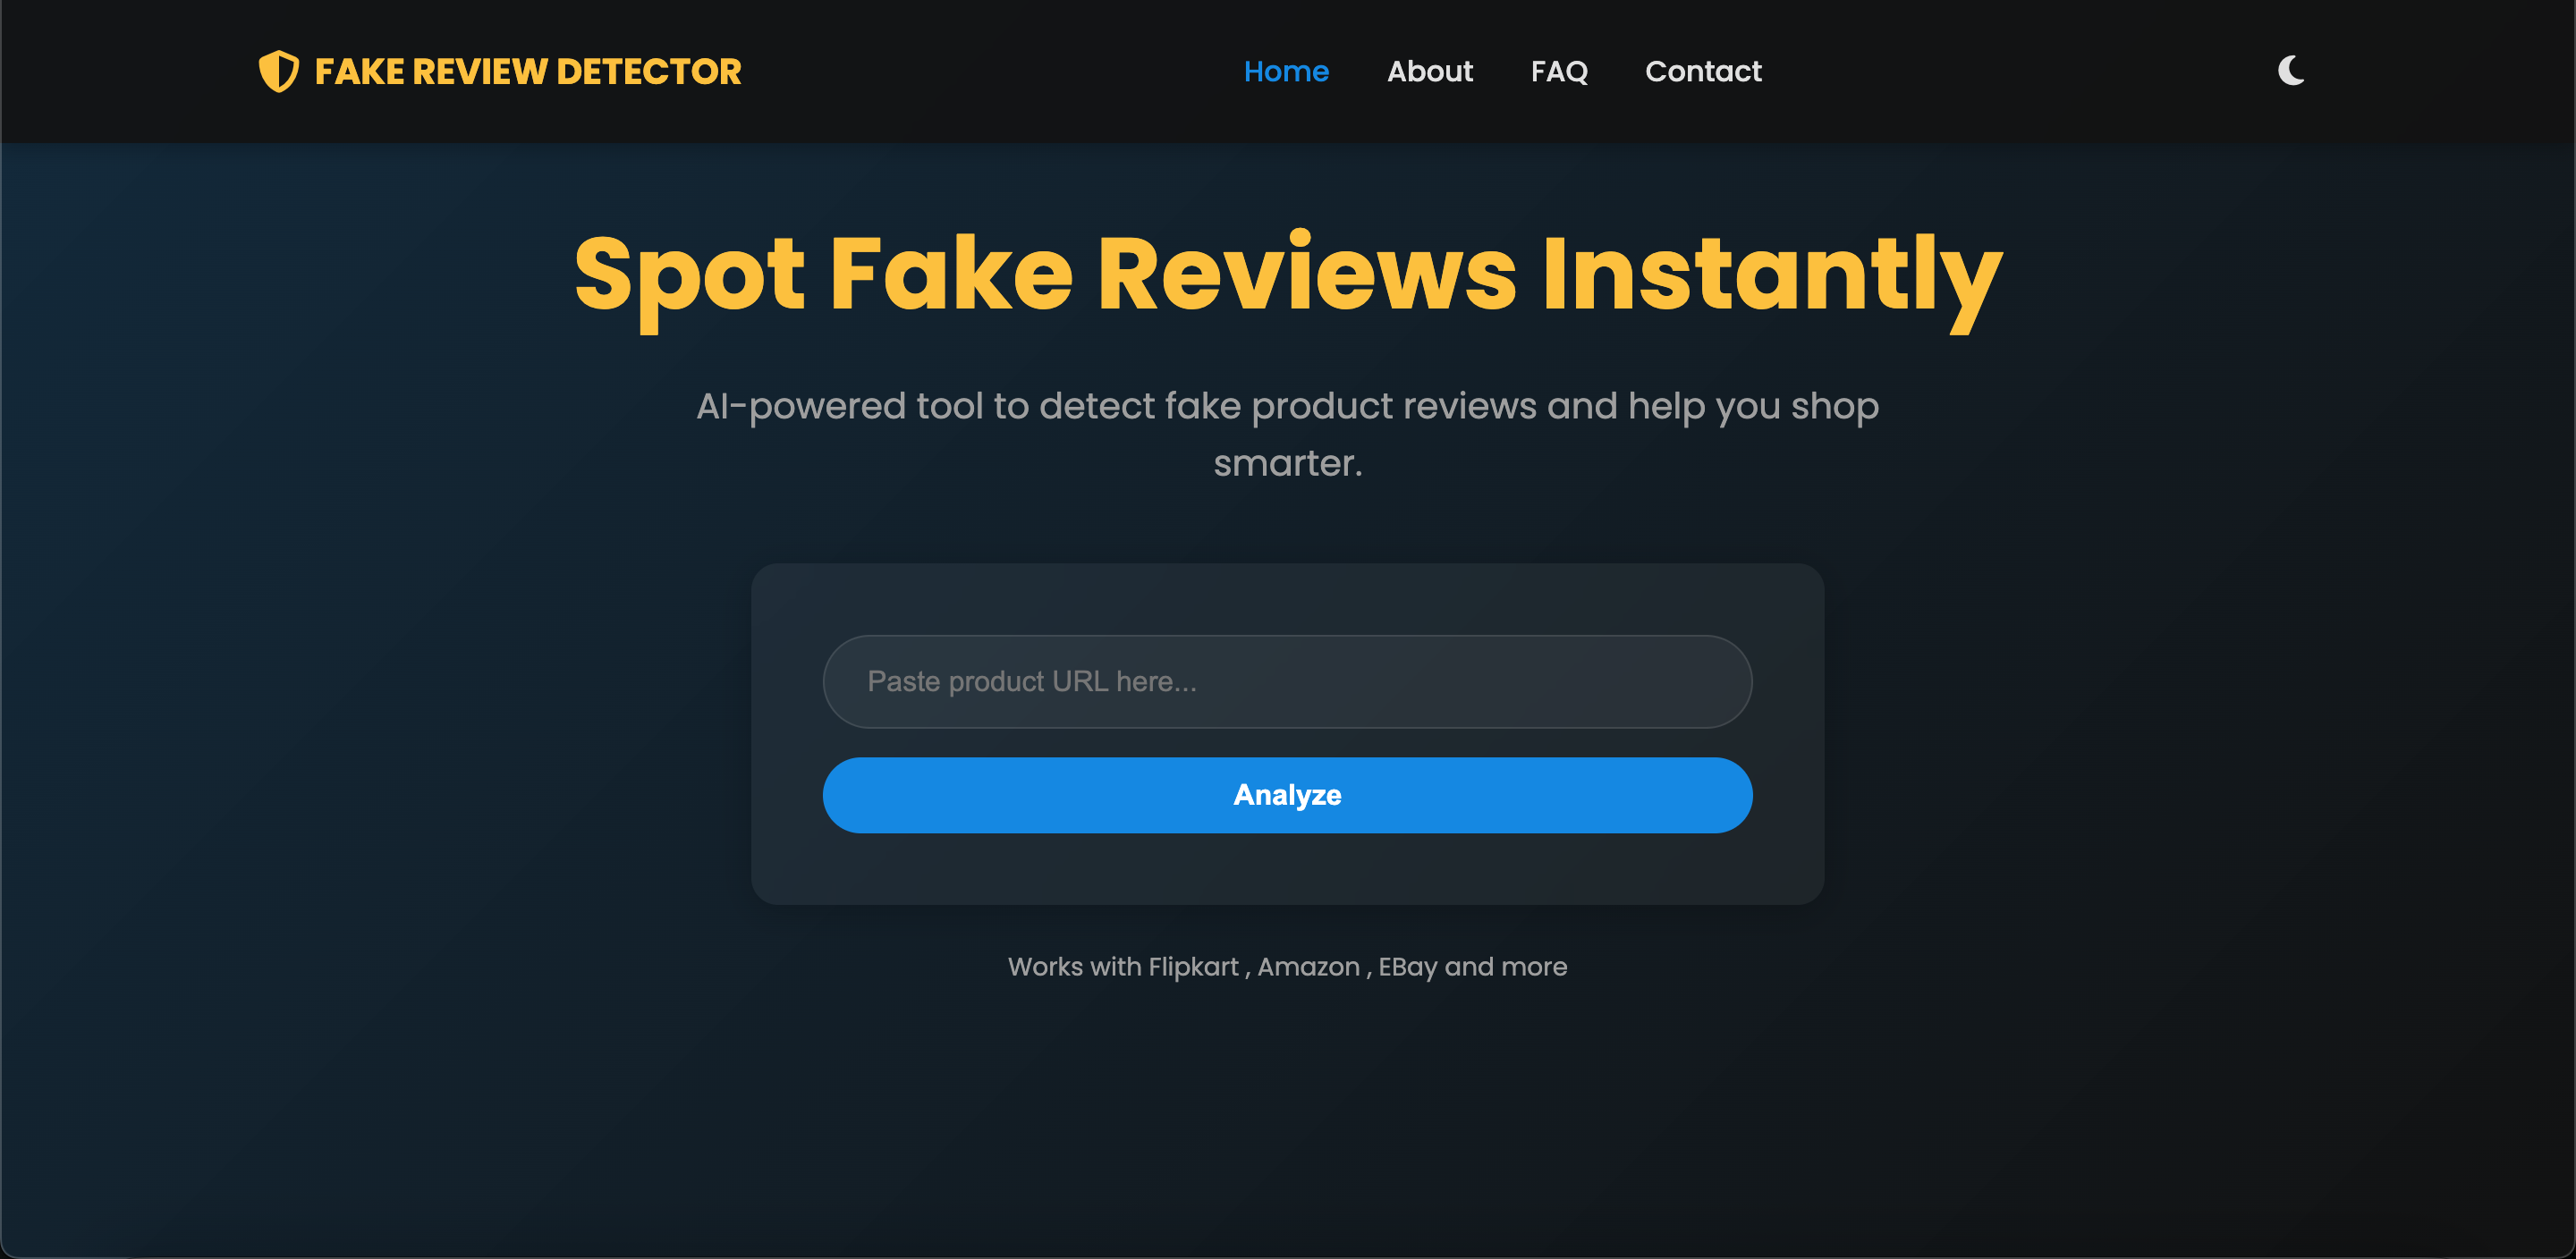 FAKE REVIEW DETECTOR
Home About FAQ Contact
Spot Fake Reviews Instantly
AI-powered tool to detect fake product reviews and help you shop
smarter.
Paste product URL here...
Analyze
Works with Flipkart , Amazon , EBay and more